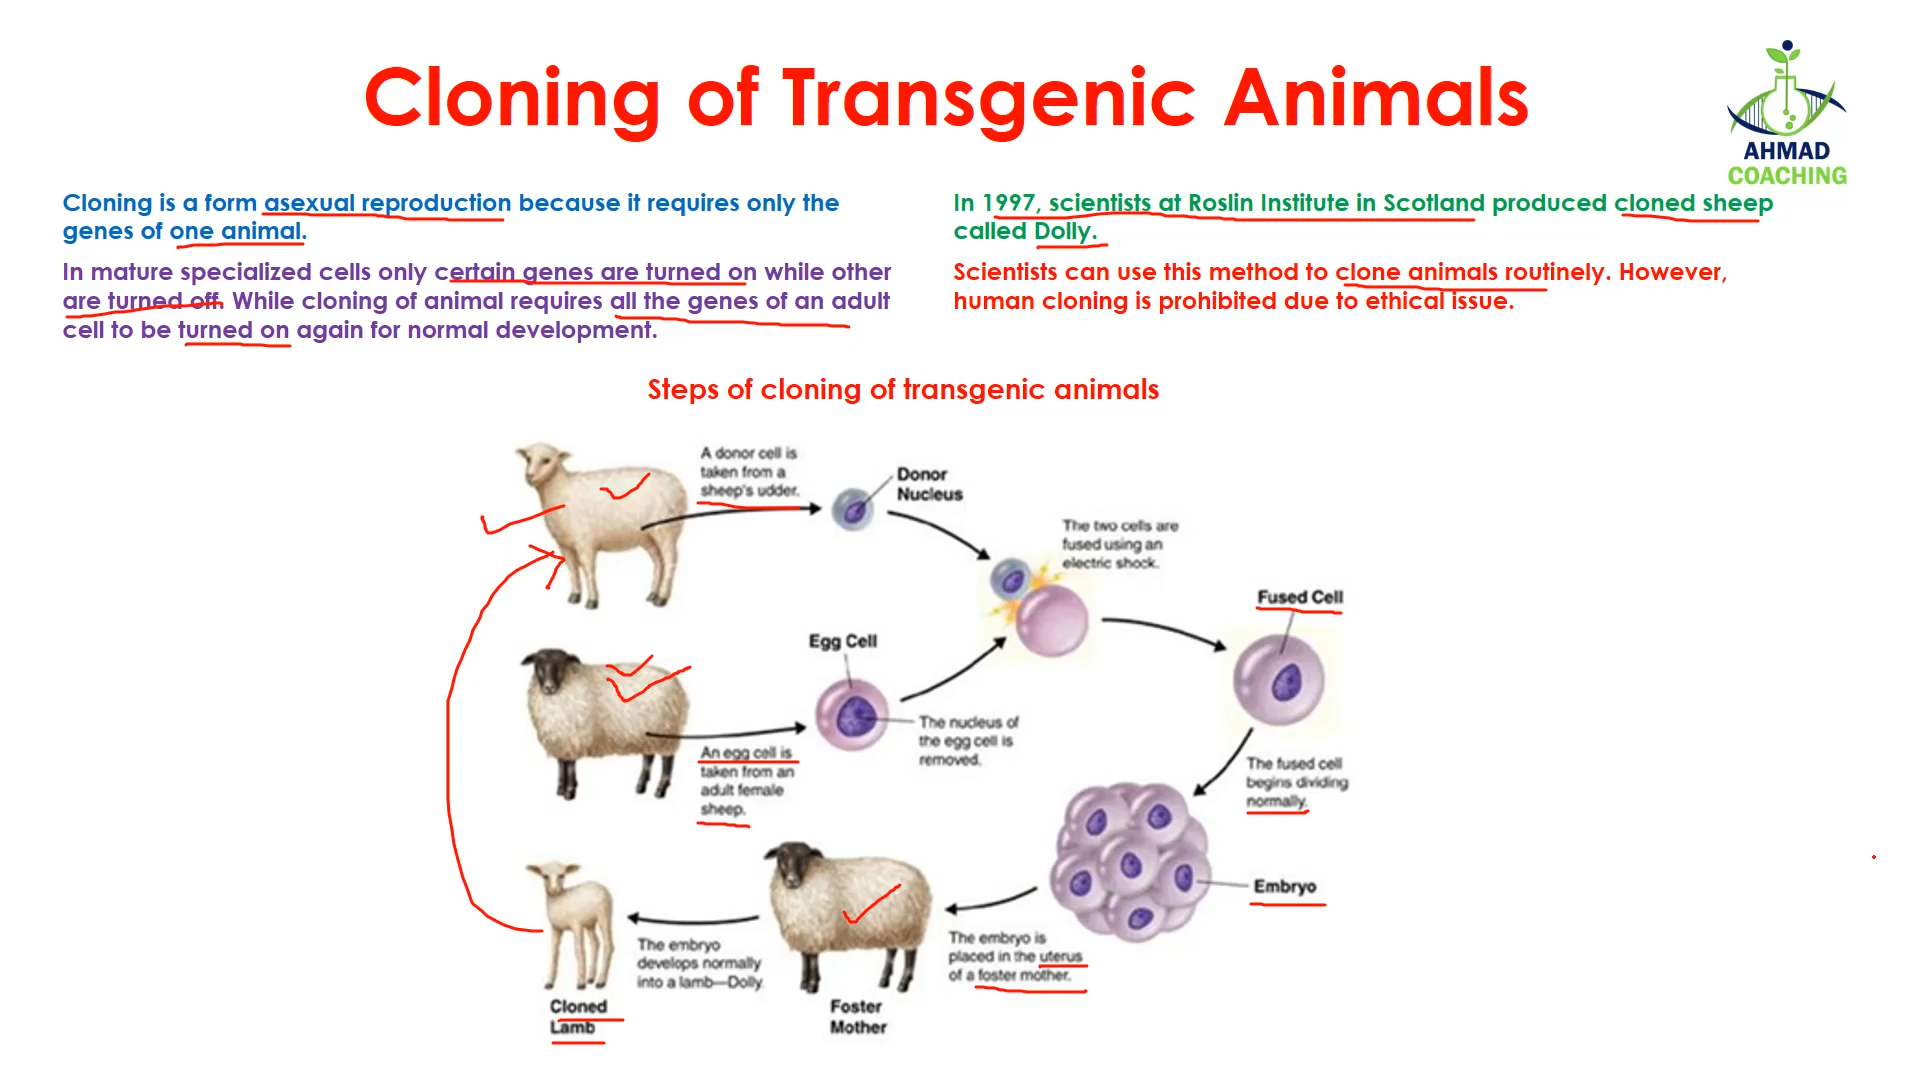 Cloning of Transgenic Animals
AHMAD
COACHING
Cloning is a form asexual reproduction because it requires only the
genes of one animal.
In mature specialized cells only certain genes are turned on while other
are turned off. While cloning of animal requires all the genes of an adult
cell to be turned on again for normal development.
In 1997, scientists at Roslin Institute in Scotland produced cloned sheep
called Dolly.
Scientists can use this method to clone animals routinely. However,
human cloning is prohibited due to ethical issue.
Steps of cloning of transgenic animals
A donor cell is
taken from a
sheep's udder.
Donor
Nucleus
The two cells are
fused using an
electric shock.
Fused Cell
Egg Cell
The nucleus of
the egg cell is
removed.
An egg cell is
taken from an
adult female
sheep.
The fused cell
begins dividing
normally.
Embryo
The embryo is
placed in the uterus
of a foster mother.
Foster
Mother
The embryo
develops normally
into a lamb—Dolly.
Cloned
Lamb